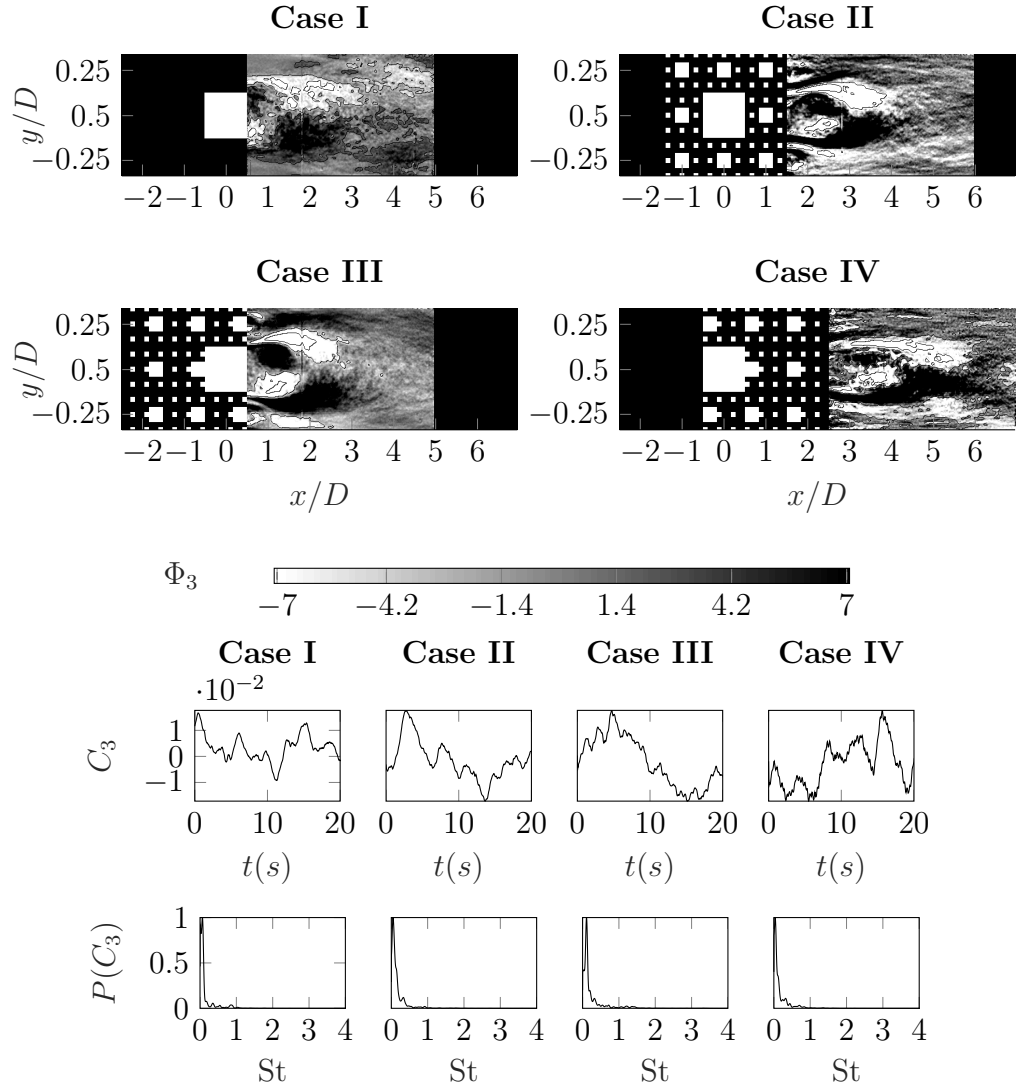 Case I
Case II
0.25
0.5
−0.25
y/D
−2 −1 0 1 2 3 4 5 6
0.25
0.5
−0.25
y/D
−2 −1 0 1 2 3 4 5 6
Case III
Case IV
0.25
0.5
−0.25
y/D
−2 −1 0 1 2 3 4 5 6
x/D
0.25
0.5
−0.25
y/D
−2 −1 0 1 2 3 4 5 6
x/D
Φ₃
−7 −4.2 −1.4 1.4 4.2 7
Case I
Case II
Case III
Case IV
·10⁻²
1
0
−1
C₃
0 10 20
t(s)
0 10 20
t(s)
0 10 20
t(s)
0 10 20
t(s)
1
0.5
0
P(C₃)
0 1 2 3 4
St
0 1 2 3 4
St
0 1 2 3 4
St
0 1 2 3 4
St